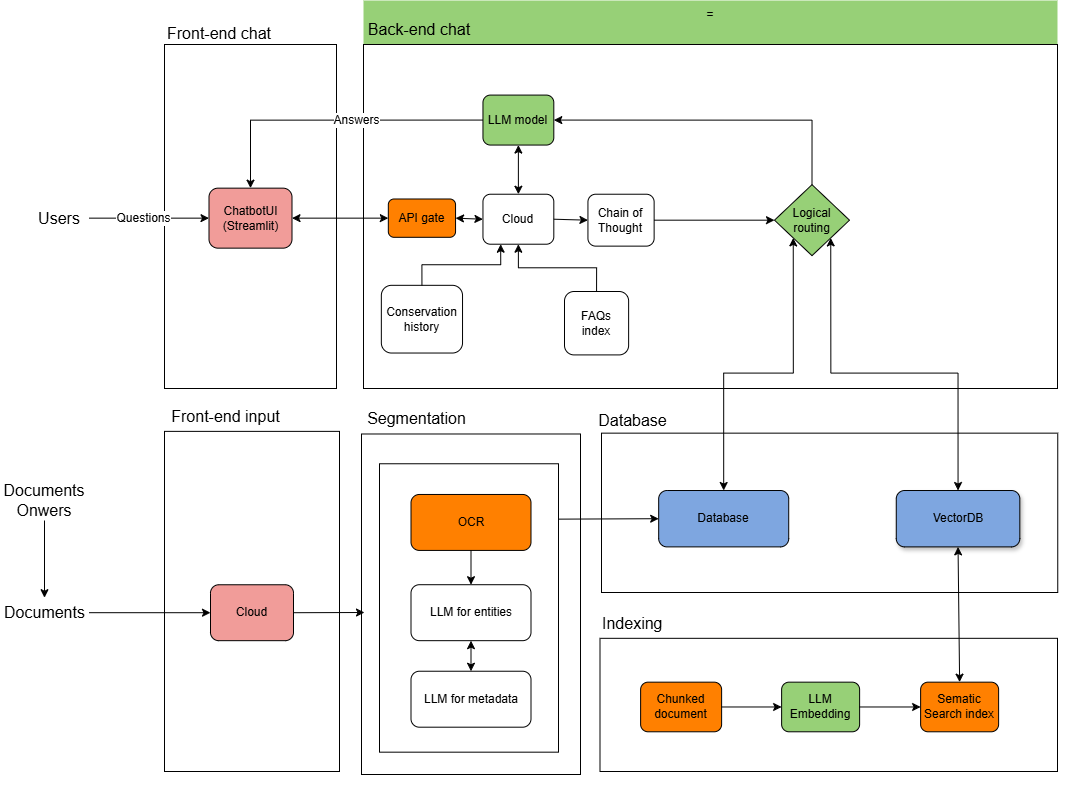 =
Front-end chat
Back-end chat
Answers
LLM model
Users
Questions
ChatbotUI
(Streamlit)
API gate
Cloud
Chain of
Thought
Logical
routing
Conservation
history
FAQs
index
Front-end input
Segmentation
Database
Documents
Onwers
OCR
Database
VectorDB
Documents
Cloud
LLM for entities
LLM for metadata
Indexing
Chunked
document
LLM
Embedding
Sematic
Search index